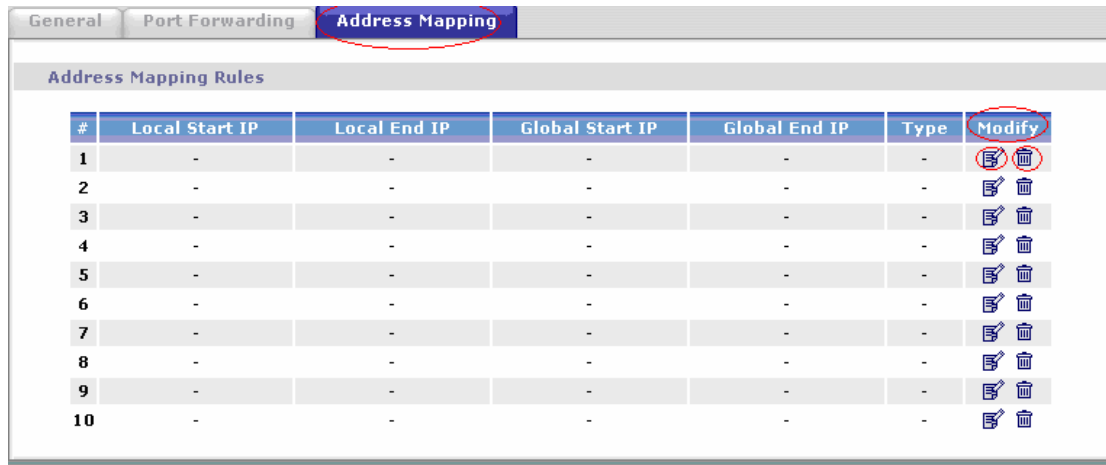 General Port Forwarding Address Mapping
Address Mapping Rules
# Local Start IP Local End IP Global Start IP Global End IP Type Modify
1 - - - - -
2 - - - - -
3 - - - - -
4 - - - - -
5 - - - - -
6 - - - - -
7 - - - - -
8 - - - - -
9 - - - - -
10 - - - - -